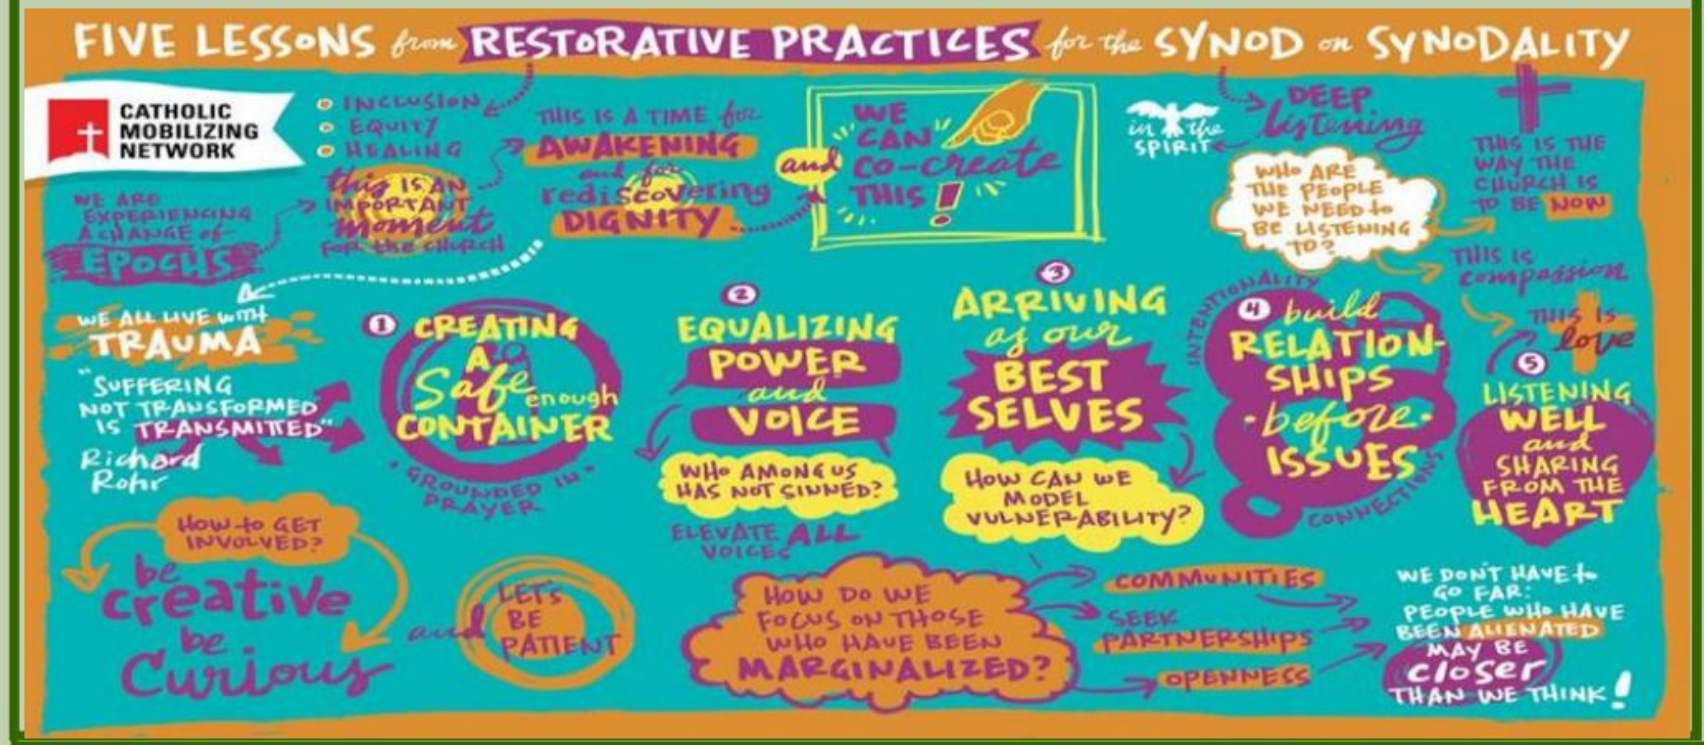 FIVE LESSONS from RESTORATIVE PRACTICES for the SYNOD on SYNODALITY
CATHOLIC
MOBILIZING
NETWORK
INCLUSION
EQUITY
HEALING
WE ARE
EXPERIENCING
A CHANGE of
EPOCHS
this IS AN
IMPORTANT
moment
FOR the CHURCH
THIS IS A TIME for
AWAKENING
and for
rediscovering
DIGNITY
and
WE
CAN
co-create
THIS!
in the
SPIRIT
DEEP
listening
WHO ARE
THE PEOPLE
WE NEED to
BE LISTENING
TO?
THIS IS THE
WAY THE
CHURCH IS
TO BE NOW
THIS IS
compassion
THIS IS
love
WE ALL LIVE WITH
TRAUMA
"SUFFERING
NOT TRANSFORMED
IS TRANSMITTED"
Richard
Rohr
1 CREATING
A
Safe enough
CONTAINER
• GROUNDED IN •
PRAYER
2
EQUALIZING
POWER
and
VOICE
WHO AMONG US
HAS NOT SINNED?
ELEVATE ALL
VOICES
3
ARRIVING
as our
BEST
SELVES
HOW CAN WE
MODEL
VULNERABILITY?
INTENTIONALITY
4 build
RELATION-
SHIPS
• before •
ISSUES
CONNECTIONS
5
LISTENING
WELL
and
SHARING
FROM THE
HEART
HOW to GET
INVOLVED?
be
creative
be
Curious
and
LET'S
BE
PATIENT
HOW DO WE
FOCUS ON THOSE
WHO HAVE BEEN
MARGINALIZED?
COMMUNITIES
SEEK
PARTNERSHIPS
OPENNESS
WE DON'T HAVE to
GO FAR:
PEOPLE WHO HAVE
BEEN ALIENATED
MAY BE
closer
THAN WE THINK!